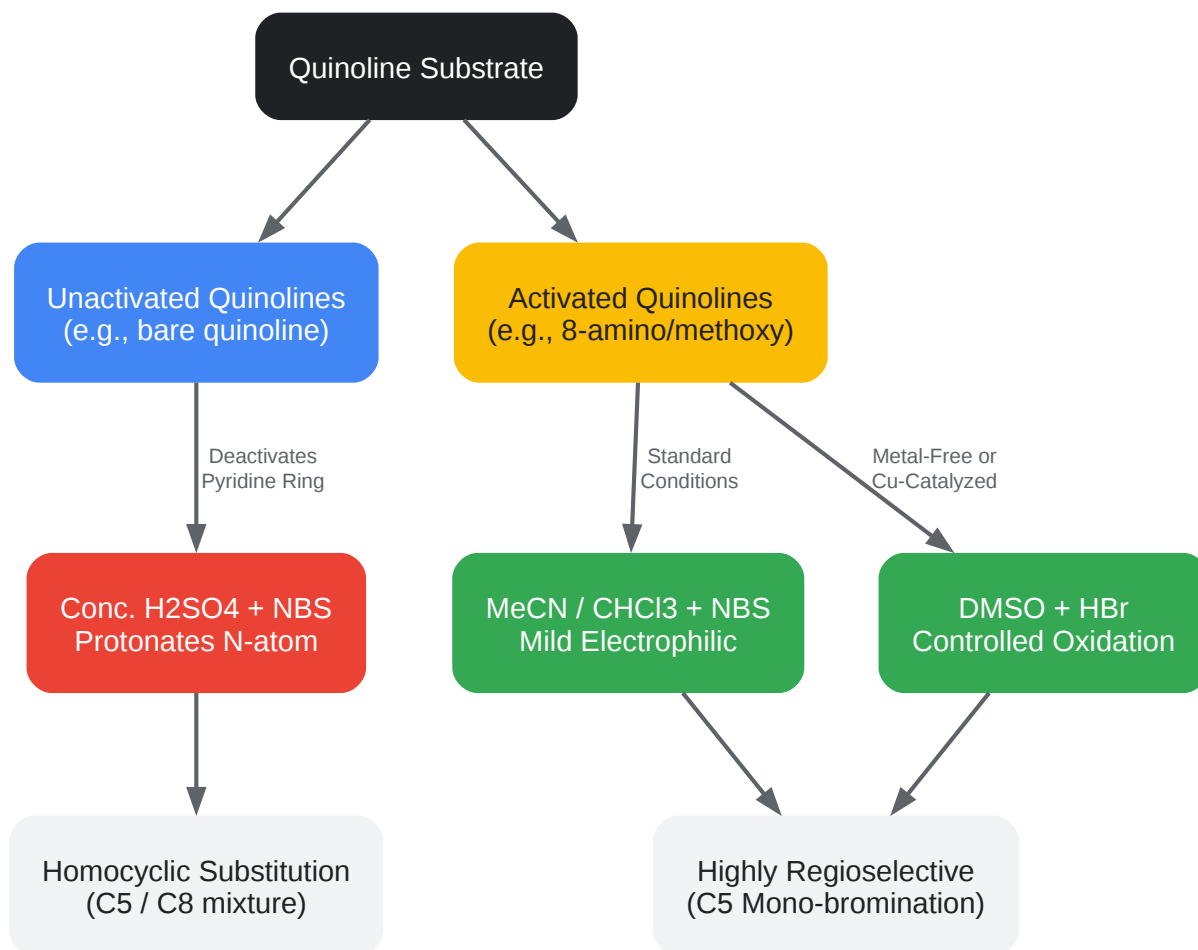 Quinoline Substrate
Unactivated Quinolines
(e.g., bare quinoline)
Activated Quinolines
(e.g., 8-amino/methoxy)
Deactivates
Pyridine Ring
Standard
Conditions
Metal-Free or
Cu-Catalyzed
Conc. H2SO4 + NBS
Protonates N-atom
MeCN / CHCl3 + NBS
Mild Electrophilic
DMSO + HBr
Controlled Oxidation
Homocyclic Substitution
(C5 / C8 mixture)
Highly Regioselective
(C5 Mono-bromination)